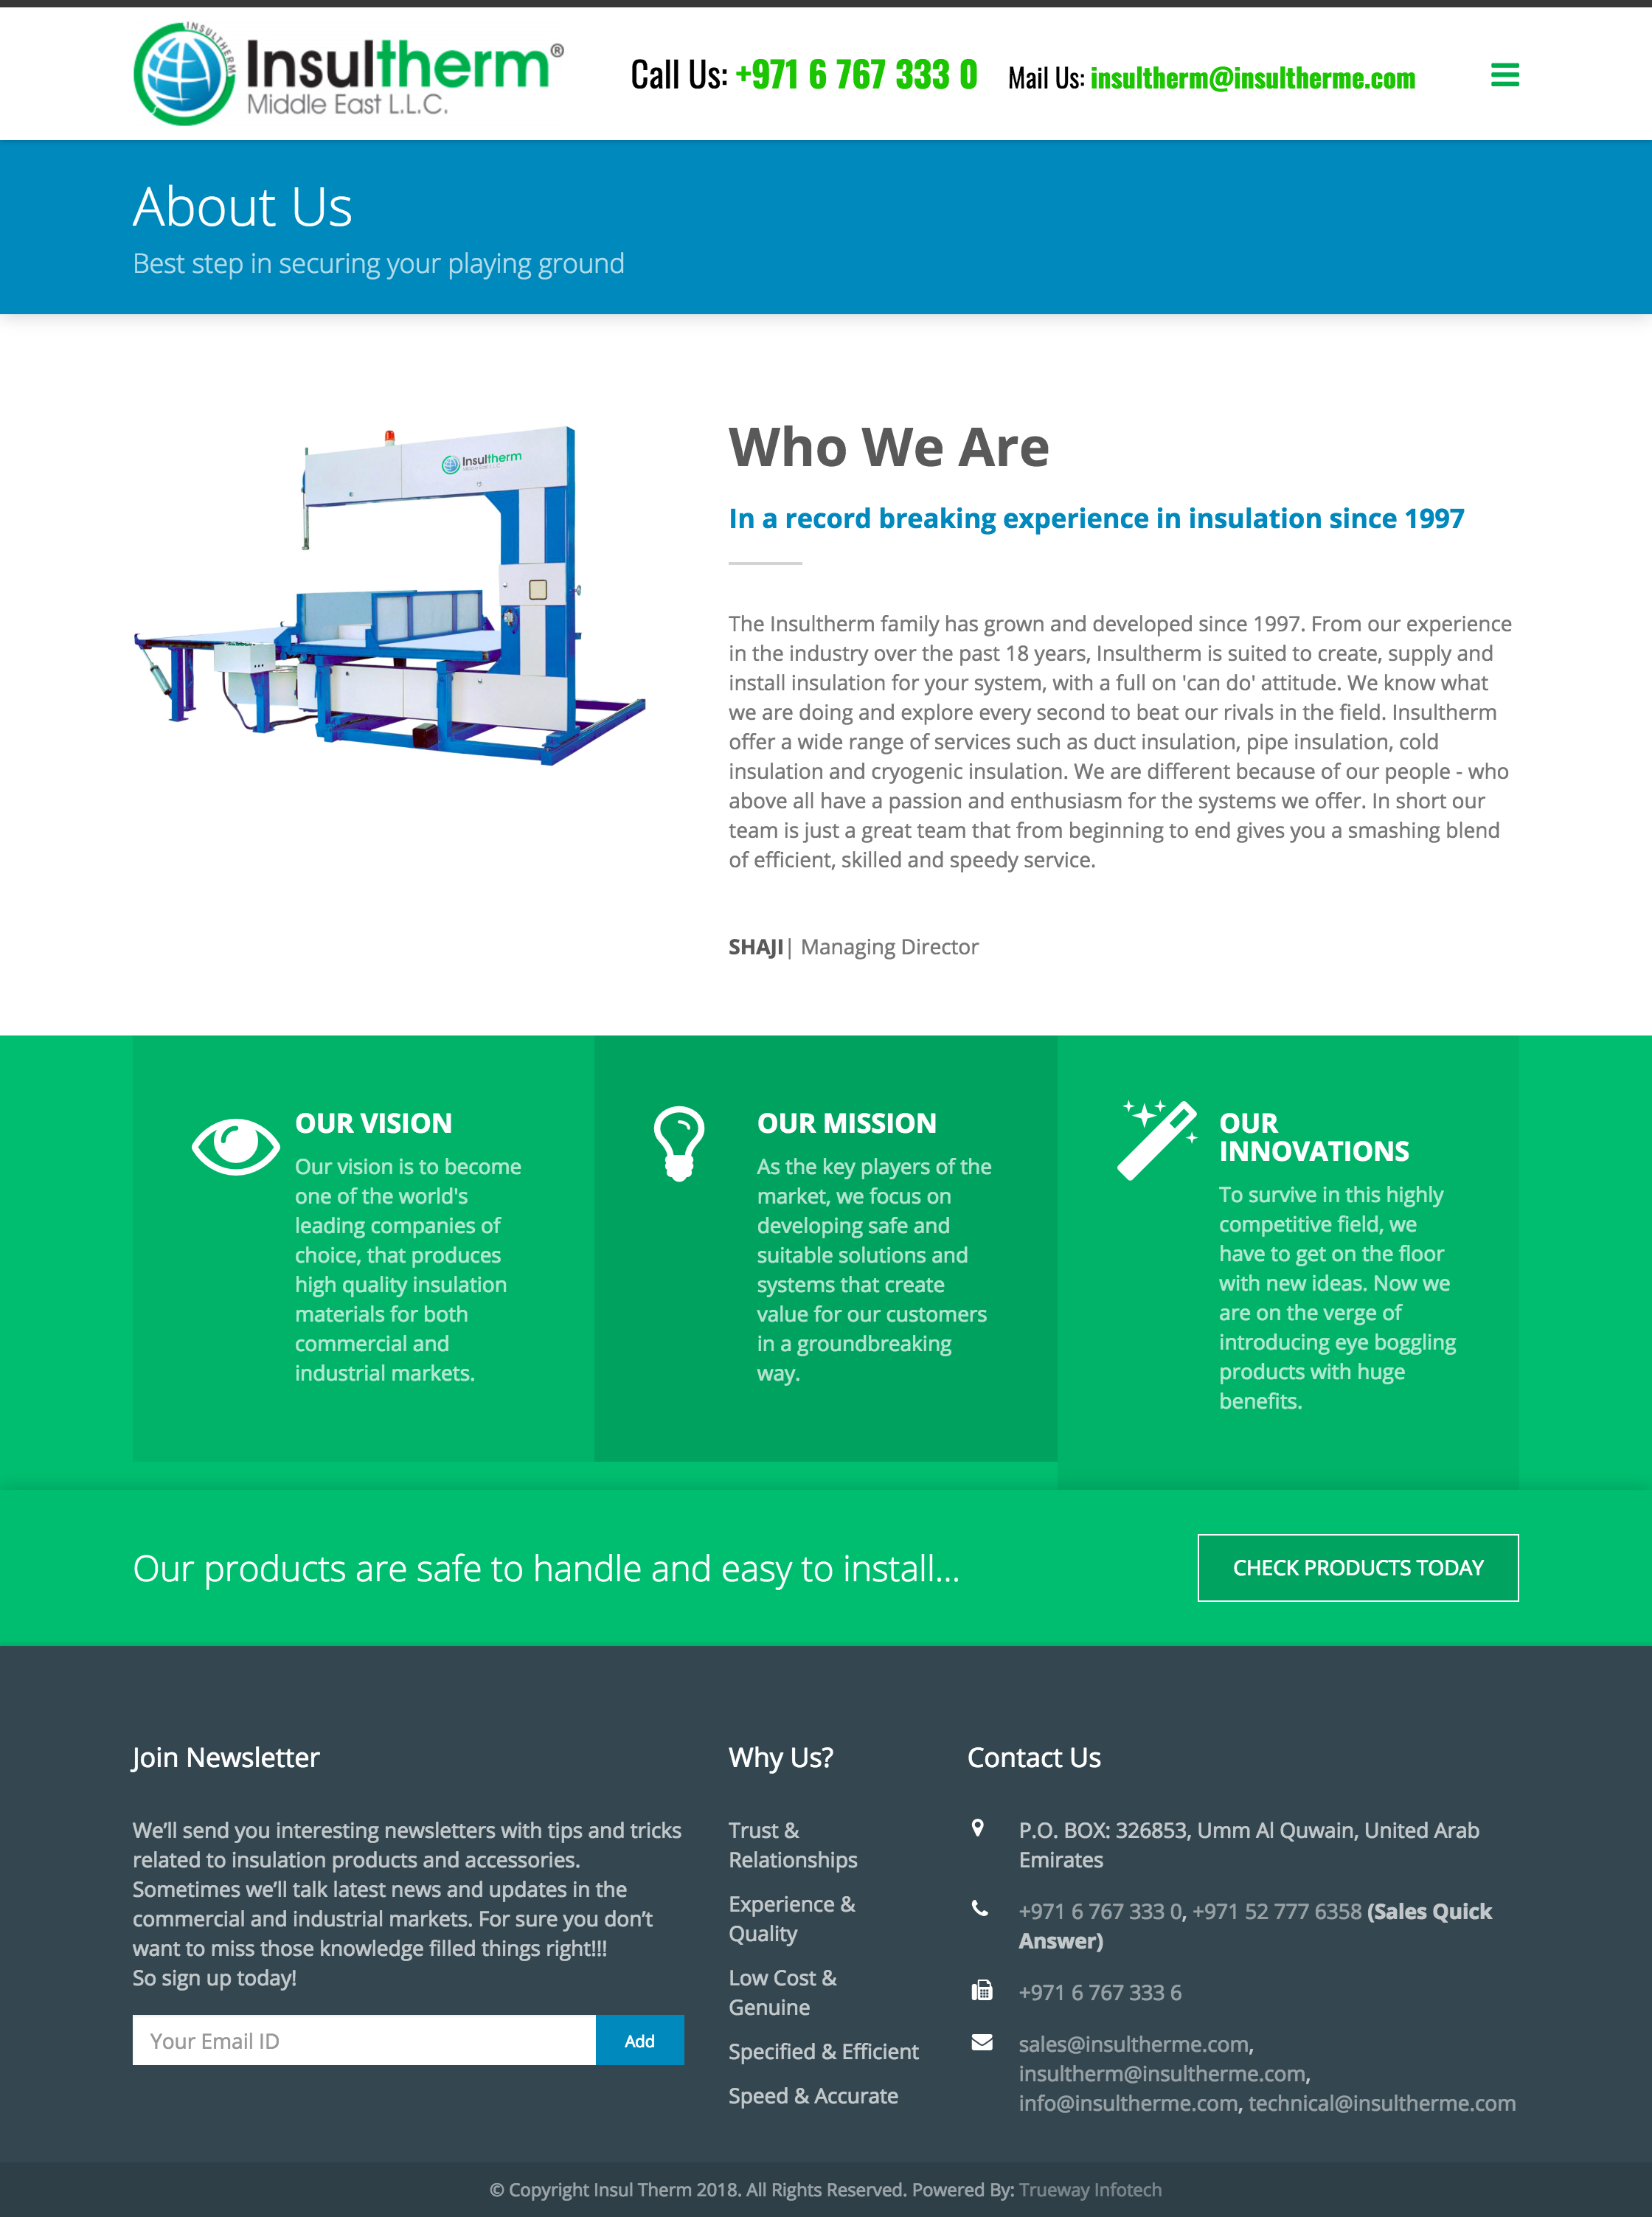 INSULTHERM
INSULTHERM
Insultherm®
Middle East L.L.C.
Call Us: +971 6 767 333 0
Mail Us: insultherm@insultherme.com
About Us
Best step in securing your playing ground
Insultherm
Who We Are
In a record breaking experience in insulation since 1997
The Insultherm family has grown and developed since 1997. From our experience
in the industry over the past 18 years, Insultherm is suited to create, supply and
install insulation for your system, with a full on 'can do' attitude. We know what
we are doing and explore every second to beat our rivals in the field. Insultherm
offer a wide range of services such as duct insulation, pipe insulation, cold
insulation and cryogenic insulation. We are different because of our people - who
above all have a passion and enthusiasm for the systems we offer. In short our
team is just a great team that from beginning to end gives you a smashing blend
of efficient, skilled and speedy service.
SHAJI| Managing Director
OUR VISION
Our vision is to become
one of the world's
leading companies of
choice, that produces
high quality insulation
materials for both
commercial and
industrial markets.
OUR MISSION
As the key players of the
market, we focus on
developing safe and
suitable solutions and
systems that create
value for our customers
in a groundbreaking
way.
OUR
INNOVATIONS
To survive in this highly
competitive field, we
have to get on the floor
with new ideas. Now we
are on the verge of
introducing eye boggling
products with huge
benefits.
Our products are safe to handle and easy to install...
CHECK PRODUCTS TODAY
Join Newsletter
We’ll send you interesting newsletters with tips and tricks
related to insulation products and accessories.
Sometimes we’ll talk latest news and updates in the
commercial and industrial markets. For sure you don’t
want to miss those knowledge filled things right!!!
So sign up today!
Your Email ID
Add
Why Us?
Trust &
Relationships
Experience &
Quality
Low Cost &
Genuine
Specified & Efficient
Speed & Accurate
Contact Us
P.O. BOX: 326853, Umm Al Quwain, United Arab
Emirates
+971 6 767 333 0, +971 52 777 6358 (Sales Quick
Answer)
+971 6 767 333 6
sales@insultherme.com,
insultherm@insultherme.com,
info@insultherme.com, technical@insultherme.com
© Copyright Insul Therm 2018. All Rights Reserved. Powered By: Trueway Infotech